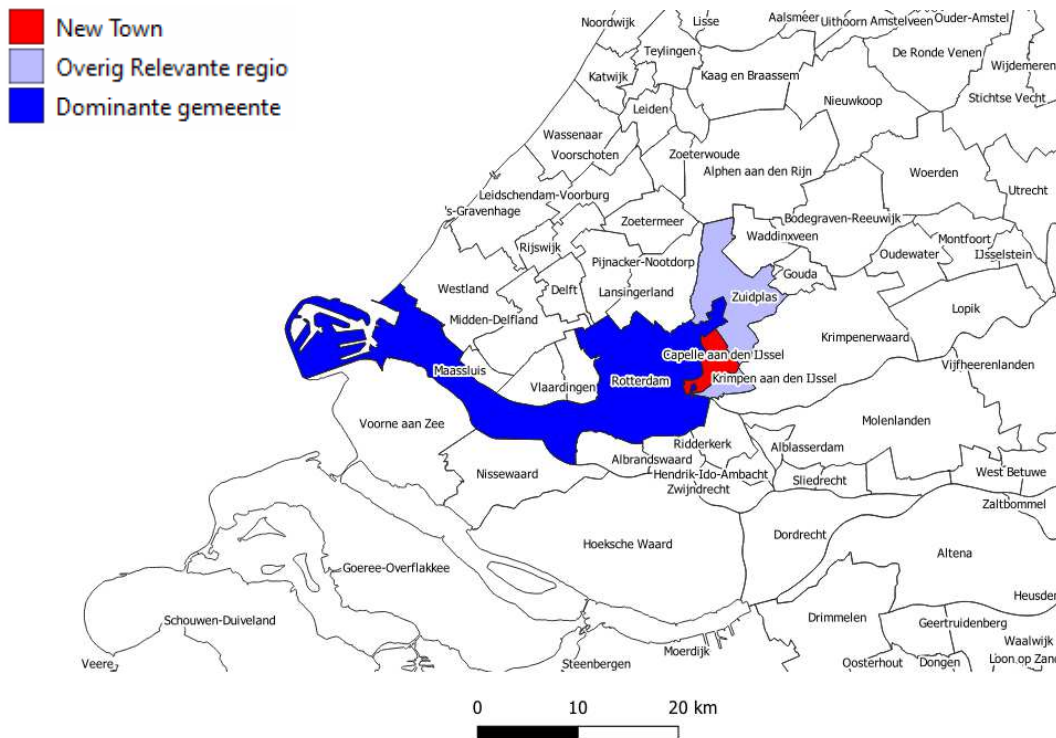 New Town
Overig Relevante regio
Dominante gemeente
Noordwijk
Lisse
Aalsmeer
Uithoorn
Amstelveen
Ouder-Amstel
Teylingen
De Ronde Venen
Wijdemeren
Katwijk
Kaag en Braassem
Stichtse Vecht
Leiden
Nieuwkoop
Wassenaar
Voorschoten
Zoeterwoude
Alphen aan den Rijn
Woerden
Utrecht
Leidschendam-Voorburg
's-Gravenhage
Zoetermeer
Bodegraven-Reeuwijk
Waddinxveen
Montfoort
Rijswijk
Oudewater
IJsselstein
Pijnacker-Nootdorp
Gouda
Westland
Delft
Lansingerland
Zuidplas
Lopik
Midden-Delfland
Krimpenerwaard
Capelle aan den IJssel
Vijfheerenlanden
Maassluis
Vlaardingen
Rotterdam
Krimpen aan den IJssel
Voorne aan Zee
Molenlanden
Ridderkerk
Alblasserdam
Albrandswaard
Nissewaard
Hendrik-Ido-Ambacht
Sliedrecht
West Betuwe
Zwijndrecht
Zaltbommel
Dordrecht
Hoeksche Waard
Altena
Goeree-Overflakkee
Heusden
Schouwen-Duiveland
Drimmelen
Geertruidenberg
Waalwijk
Moerdijk
Veere
Steenbergen
Oosterhout
Dongen
Loon op Zand
0 10 20 km